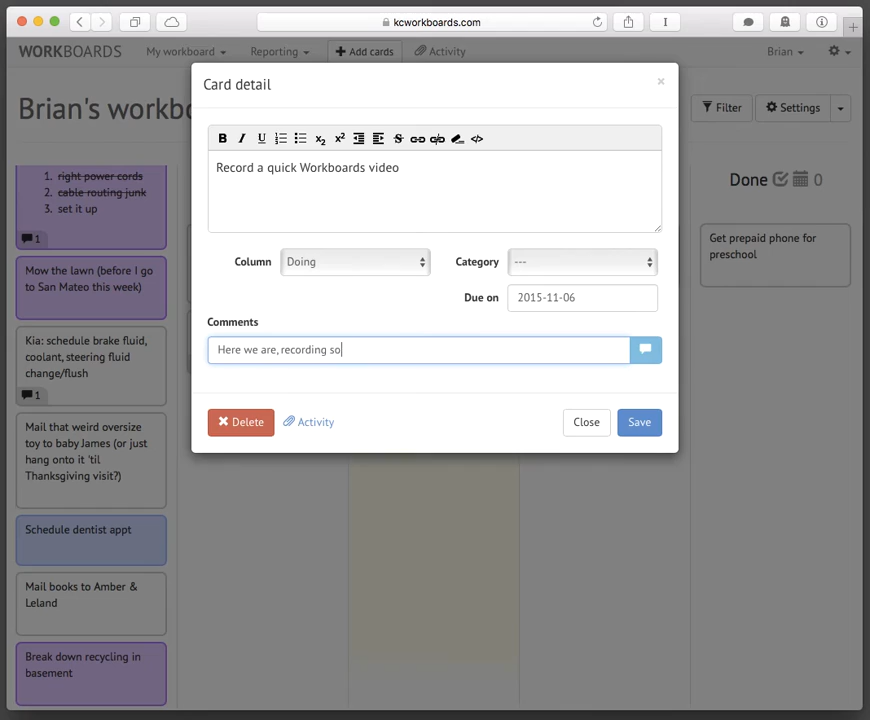 kcworkboards.com
WORKBOARDS My workboard Reporting Add cards Activity Brian
Card detail
×
Brian's workbo
Filter Settings
B I U x2 x2 S </>
Record a quick Workboards video
Column Doing Category ---
Due on 2015-11-06
Comments
Here we are, recording so
Delete Activity Close Save
1. right power cords
2. cable routing junk
3. set it up
1
Mow the lawn (before I go
to San Mateo this week)
Kia: schedule brake fluid,
coolant, steering fluid
change/flush
1
Mail that weird oversize
toy to baby James (or just
hang onto it 'til
Thanksgiving visit?)
Schedule dentist appt
Mail books to Amber &
Leland
Break down recycling in
basement
Done 0
Get prepaid phone for
preschool